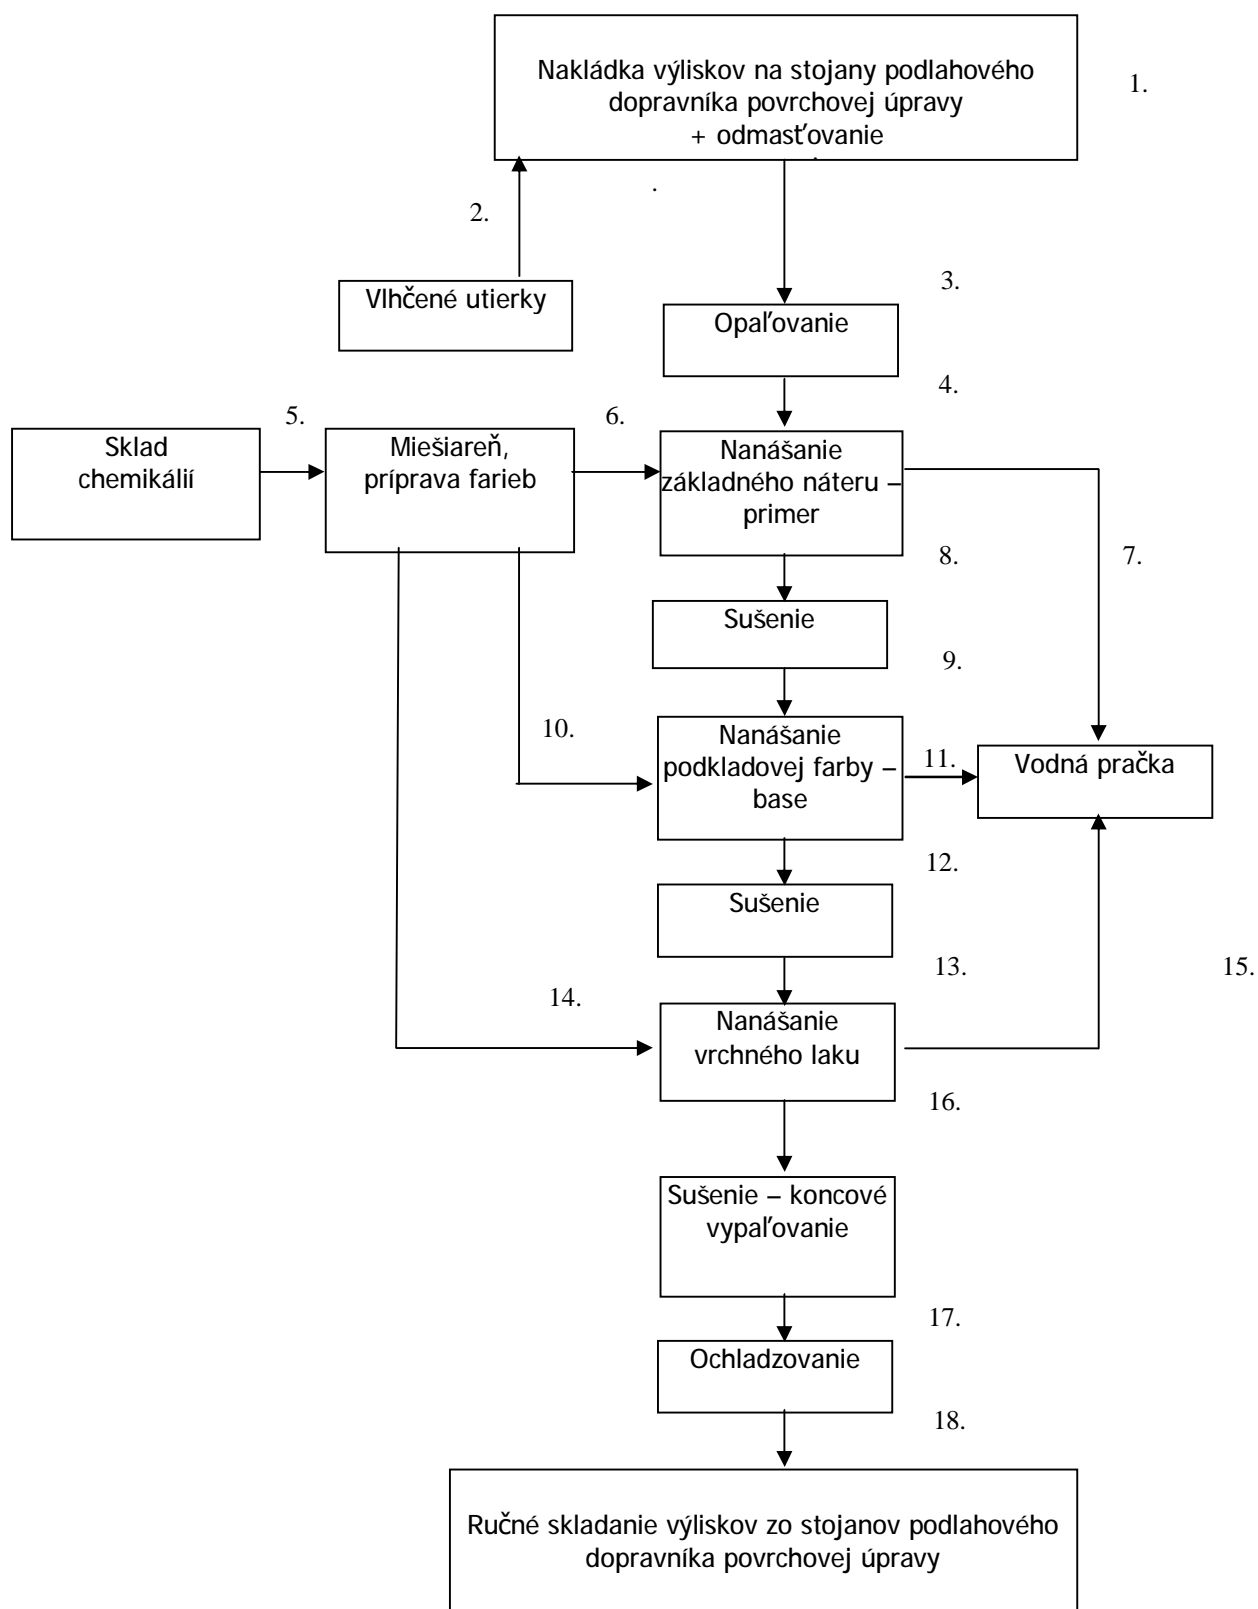 Nakládka výliskov na stojany podlahového
dopravníka povrchovej úpravy
+ odmasťovanie
1.
2.
Vlhčené utierky
3.
Opaľovanie
4.
5.
6.
Sklad
chemikálií
Miešiareň,
príprava farieb
Nanášanie
základného náteru –
primer
7.
8.
Sušenie
9.
10.
Nanášanie
podkladovej farby –
base
11.
Vodná pračka
12.
Sušenie
13.
14.
15.
Nanášanie
vrchného laku
16.
Sušenie – koncové
vypaľovanie
17.
Ochladzovanie
18.
Ručné skladanie výliskov zo stojanov podlahového
dopravníka povrchovej úpravy